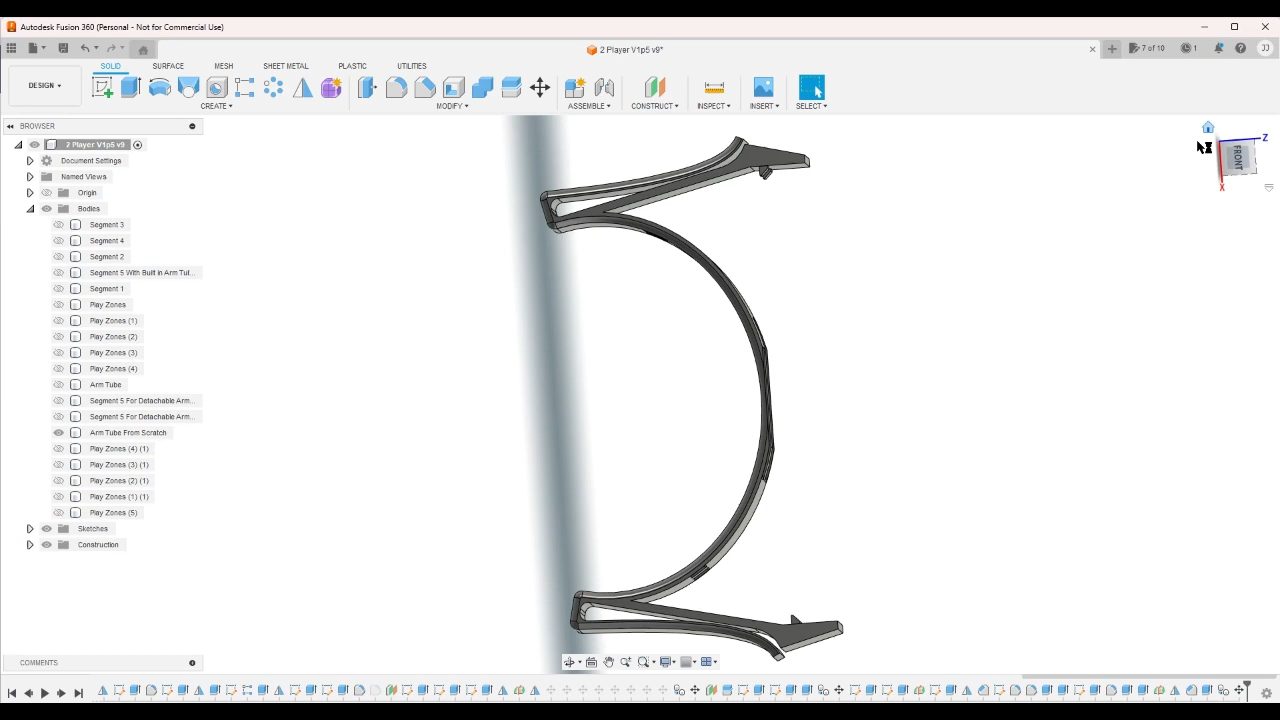 Autodesk Fusion 360 (Personal - Not for Commercial Use)
2 Player V1p5 v9*
7 of 10
1
JJ
SOLID SURFACE MESH SHEET METAL PLASTIC UTILITIES
DESIGN
CREATE MODIFY ASSEMBLE CONSTRUCT INSPECT INSERT SELECT
BROWSER
2 Player V1p5 v9
Document Settings
Named Views
Origin
Bodies
Segment 3
Segment 4
Segment 2
Segment 5 With Built in Arm Tut...
Segment 1
Play Zones
Play Zones (1)
Play Zones (2)
Play Zones (3)
Play Zones (4)
Arm Tube
Segment 5 For Detachable Arm...
Segment 5 For Detachable Arm...
Arm Tube From Scratch
Play Zones (4) (1)
Play Zones (3) (1)
Play Zones (2) (1)
Play Zones (1) (1)
Play Zones (5)
Sketches
Construction
Z
FRONT
X
COMMENTS